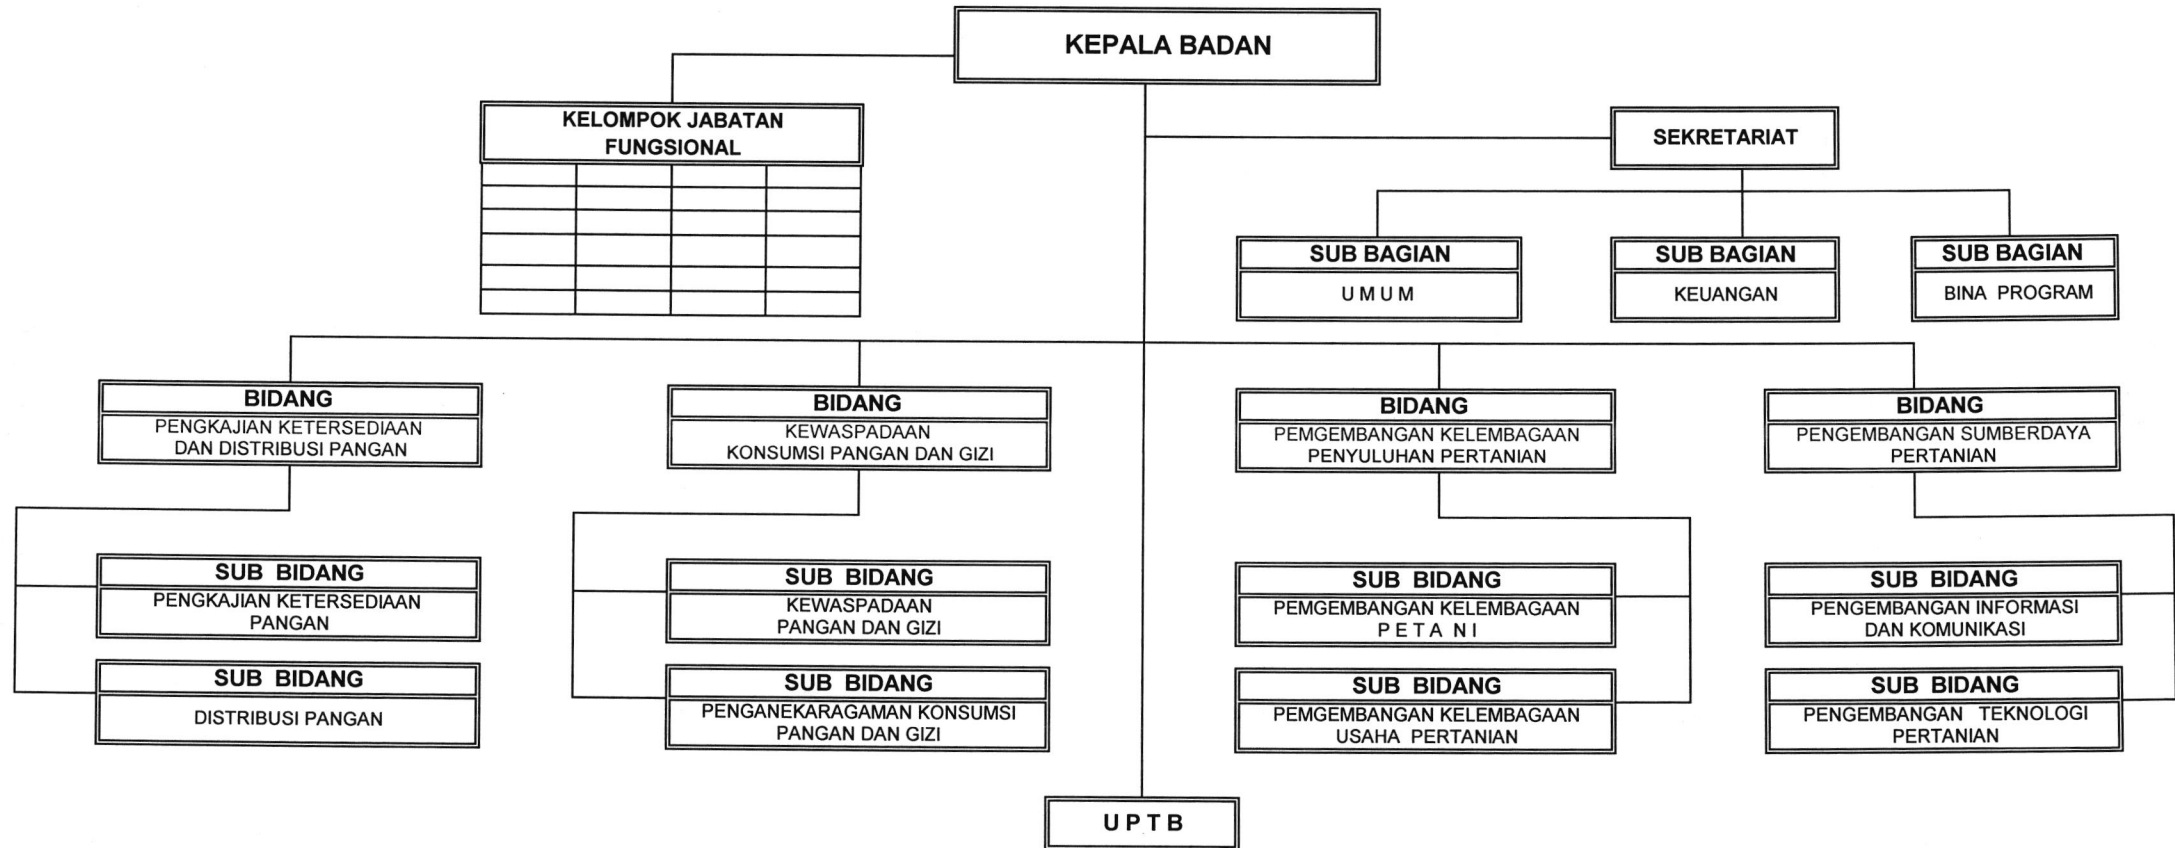 KEPALA BADAN
KELOMPOK JABATAN
FUNGSIONAL
SEKRETARIAT
SUB BAGIAN
U M U M
SUB BAGIAN
KEUANGAN
SUB BAGIAN
BINA PROGRAM
BIDANG
PENGKAJIAN KETERSEDIAAN
DAN DISTRIBUSI PANGAN
BIDANG
KEWASPADAAN
KONSUMSI PANGAN DAN GIZI
BIDANG
PEMGEMBANGAN KELEMBAGAAN
PENYULUHAN PERTANIAN
BIDANG
PENGEMBANGAN SUMBERDAYA
PERTANIAN
SUB BIDANG
PENGKAJIAN KETERSEDIAAN
PANGAN
SUB BIDANG
KEWASPADAAN
PANGAN DAN GIZI
SUB BIDANG
PEMGEMBANGAN KELEMBAGAAN
P E T A N I
SUB BIDANG
PENGEMBANGAN INFORMASI
DAN KOMUNIKASI
SUB BIDANG
DISTRIBUSI PANGAN
SUB BIDANG
PENGANEKARAGAMAN KONSUMSI
PANGAN DAN GIZI
SUB BIDANG
PEMGEMBANGAN KELEMBAGAAN
USAHA PERTANIAN
SUB BIDANG
PENGEMBANGAN TEKNOLOGI
PERTANIAN
U P T B